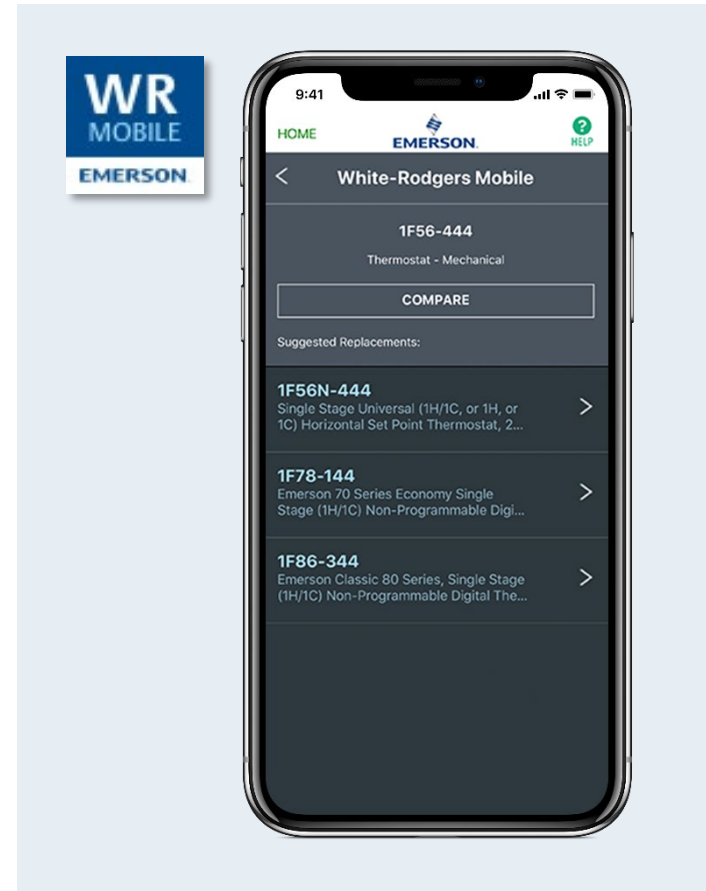 WR
MOBILE
EMERSON.
9:41
HOME
EMERSON.
HELP
White-Rodgers Mobile
1F56-444
Thermostat - Mechanical
COMPARE
Suggested Replacements:
1F56N-444
Single Stage Universal (1H/1C, or 1H, or
1C) Horizontal Set Point Thermostat, 2...
1F78-144
Emerson 70 Series Economy Single
Stage (1H/1C) Non-Programmable Digi...
1F86-344
Emerson Classic 80 Series, Single Stage
(1H/1C) Non-Programmable Digital The...